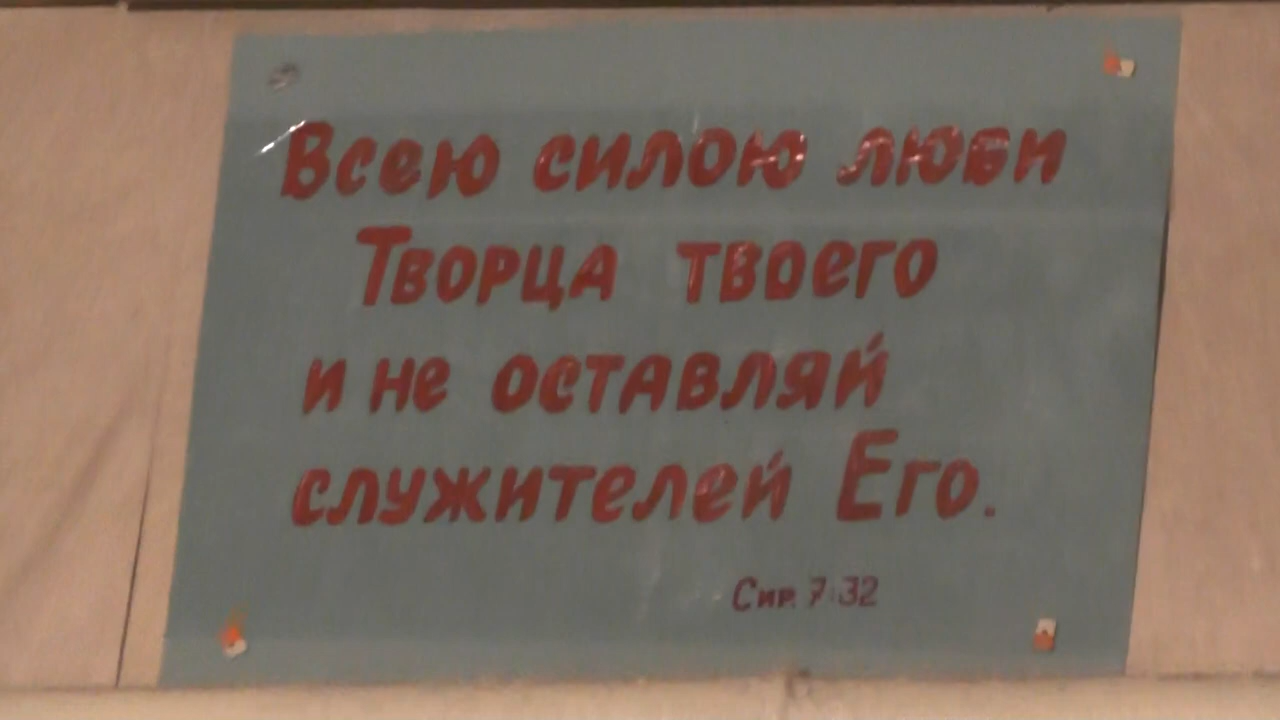 Всею силою люби
Творца твоего
и не оставляй
служителей Его.
Сир. 7:32